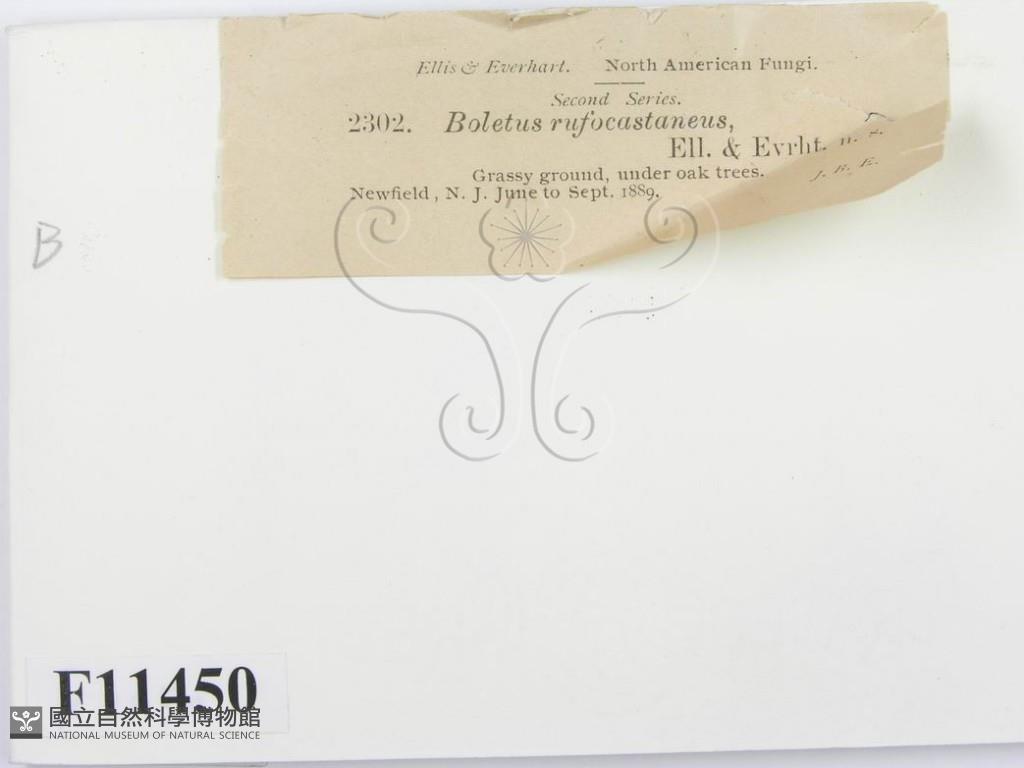 Ellis & Everhart. North American Fungi.
Second Series.
2302. Boletus rufocastaneus,
Ell. & Evrht. n.
Grassy ground, under oak trees.
J. B. E.
Newfield, N. J. June to Sept. 1889.
B
F11450
國立自然科學博物館
NATIONAL MUSEUM OF NATURAL SCIENCE